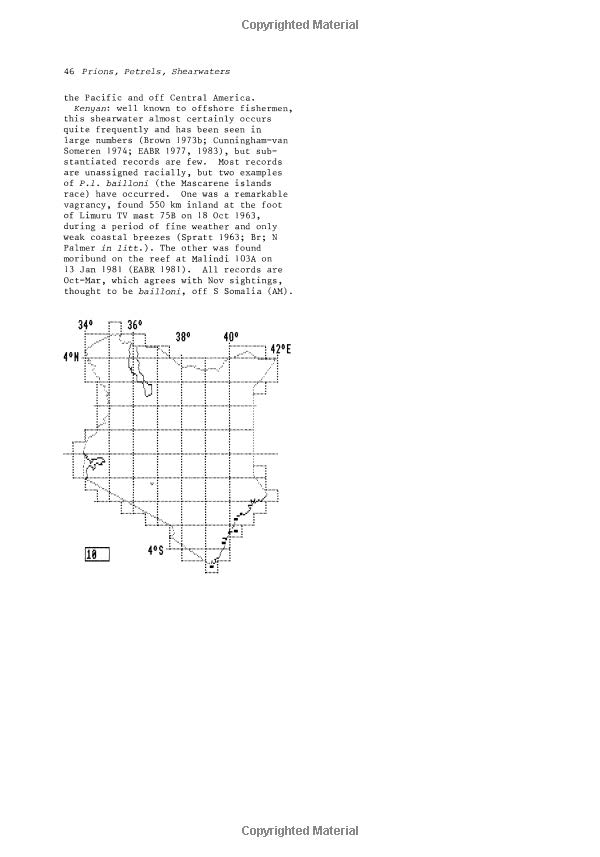 Copyrighted Material
46 Prions, Petrels, Shearwaters
the Pacific and off Central America.
Kenyan: well known to offshore fishermen,
this shearwater almost certainly occurs
quite frequently and has been seen in
large numbers (Brown 1973b; Cunningham-van
Someren 1974; EABR 1977, 1983), but sub-
stantiated records are few. Most records
are unassigned racially, but two examples
of P.l. bailloni (the Mascarene islands
race) have occurred. One was a remarkable
vagrancy, found 550 km inland at the foot
of Limuru TV mast 75B on 18 Oct 1963,
during a period of fine weather and only
weak coastal breezes (Spratt 1963; Br; N
Palmer in litt.). The other was found
moribund on the reef at Malindi 103A on
13 Jan 1981 (EABR 1981). All records are
Oct-Mar, which agrees with Nov sightings,
thought to be bailloni, off S Somalia (AM).
34° 36° 38° 40° 42°E
4°N
4°S
10
Copyrighted Material